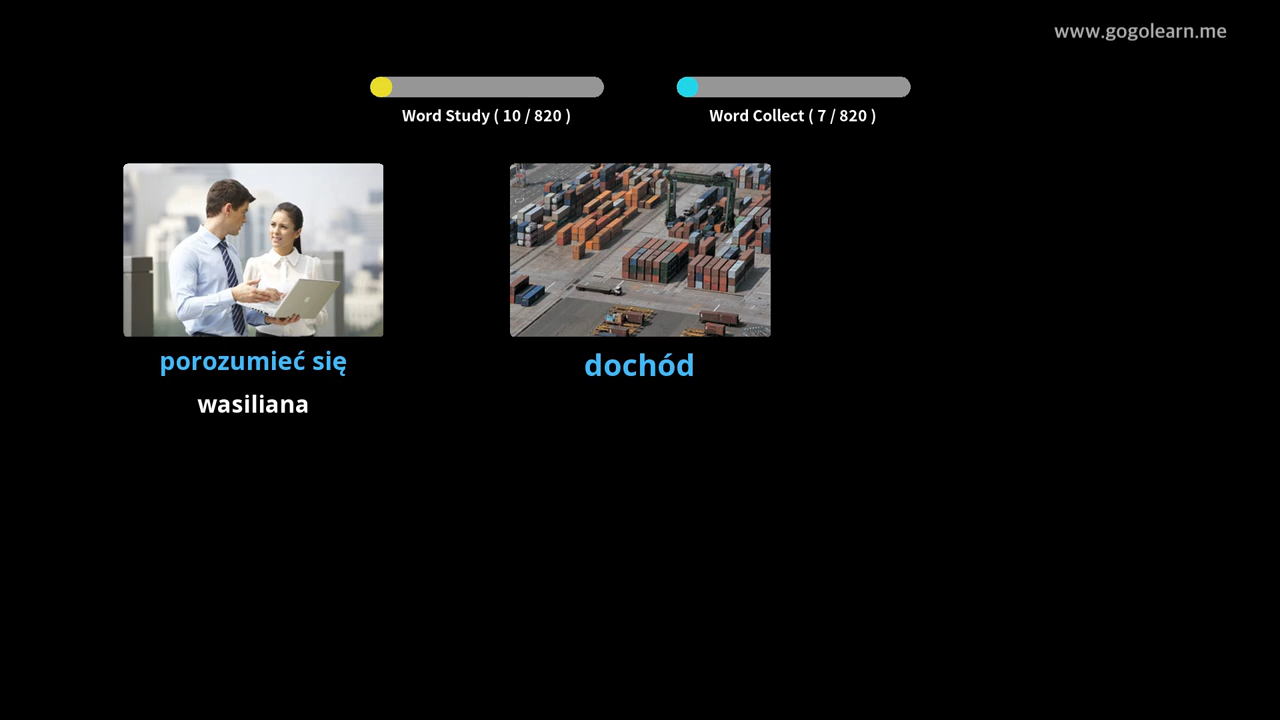 www.gogolearn.me
Word Study ( 10 / 820 )
Word Collect ( 7 / 820 )
porozumieć się
wasiliana
dochód